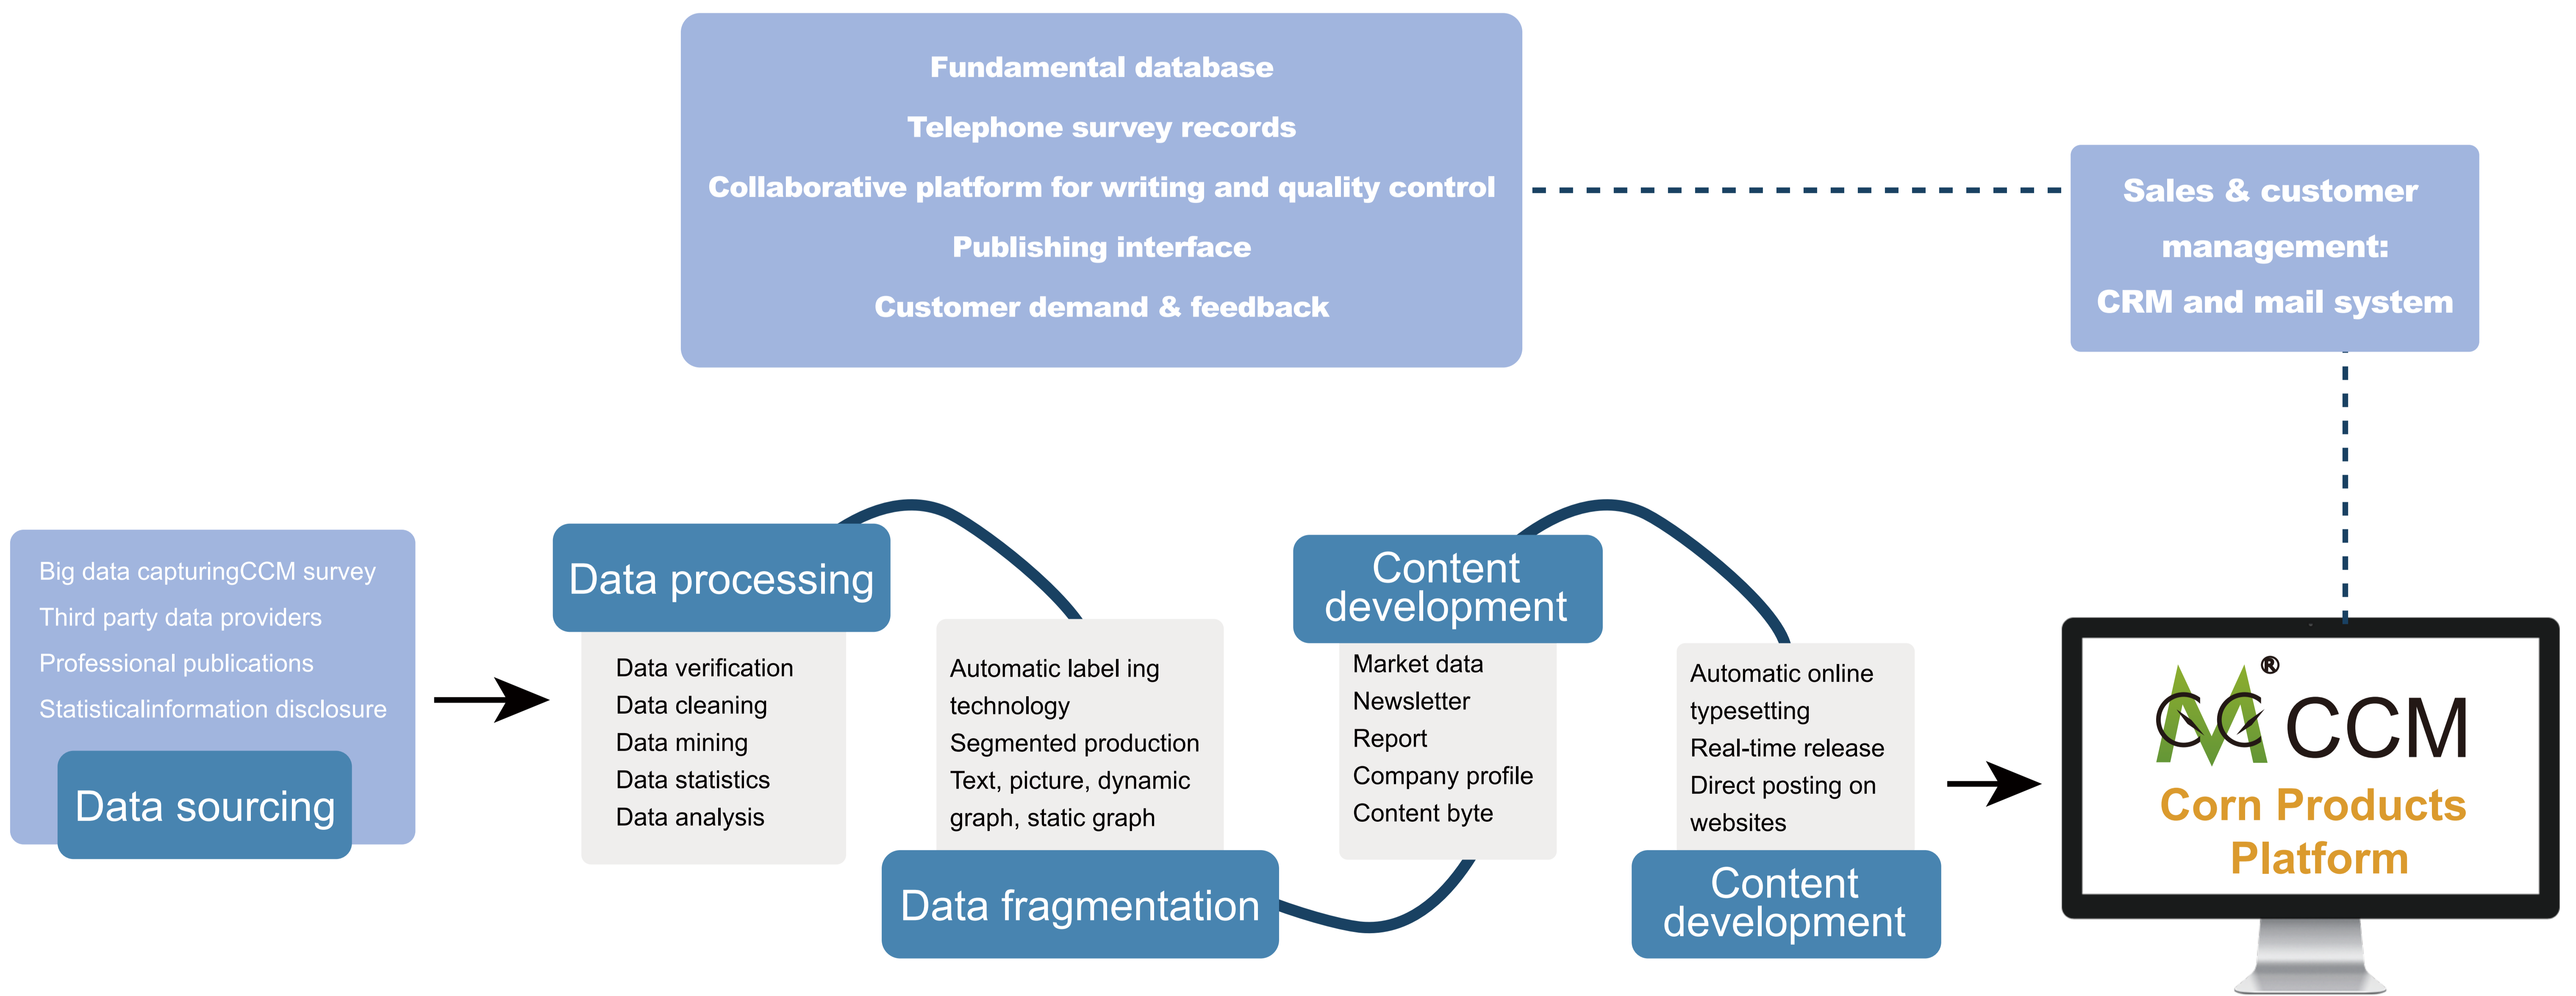 Fundamental database
Telephone survey records
Collaborative platform for writing and quality control
Publishing interface
Customer demand & feedback
Sales & customer
management:
CRM and mail system
Big data capturingCCM survey
Third party data providers
Professional publications
Statisticalinformation disclosure
Data sourcing
Data processing
Data verification
Data cleaning
Data mining
Data statistics
Data analysis
Automatic label ing
technology
Segmented production
Text, picture, dynamic
graph, static graph
Data fragmentation
Content
development
Market data
Newsletter
Report
Company profile
Content byte
Automatic online
typesetting
Real-time release
Direct posting on
websites
Content
development
® CCM
Corn Products
Platform